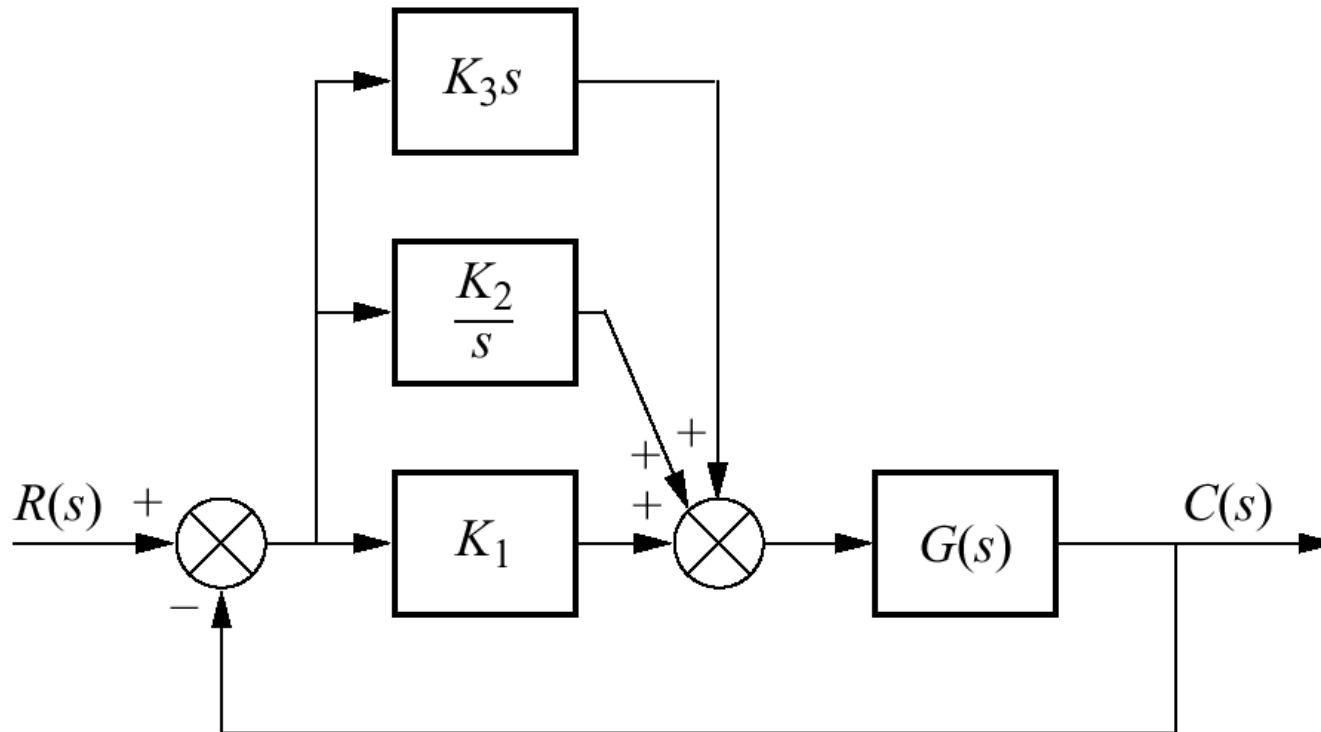 K₃s
K₂
s
+
+
R(s) + + C(s)
K₁ G(s)
−